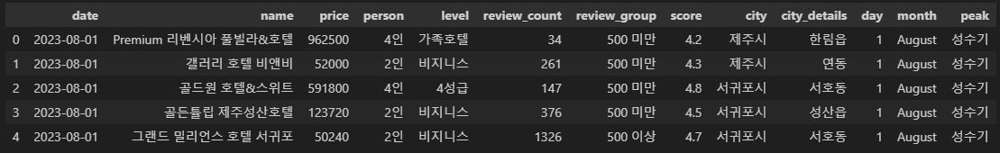 date name price person level review_count review_group score city city_details day month peak
0 2023-08-01 Premium 리벤시아 풀빌라&호텔 962500 4인 가족호텔 34 500 미만 4.2 제주시 한림읍 1 August 성수기
1 2023-08-01 갤러리 호텔 비앤비 52000 2인 비지니스 261 500 미만 4.3 제주시 연동 1 August 성수기
2 2023-08-01 골드원 호텔&스위트 591800 4인 4성급 147 500 미만 4.8 서귀포시 서호동 1 August 성수기
3 2023-08-01 골든튤립 제주성산호텔 123720 2인 비지니스 376 500 미만 4.5 서귀포시 성산읍 1 August 성수기
4 2023-08-01 그랜드 밀리언스 호텔 서귀포 50240 2인 비지니스 1326 500 이상 4.7 서귀포시 서호동 1 August 성수기